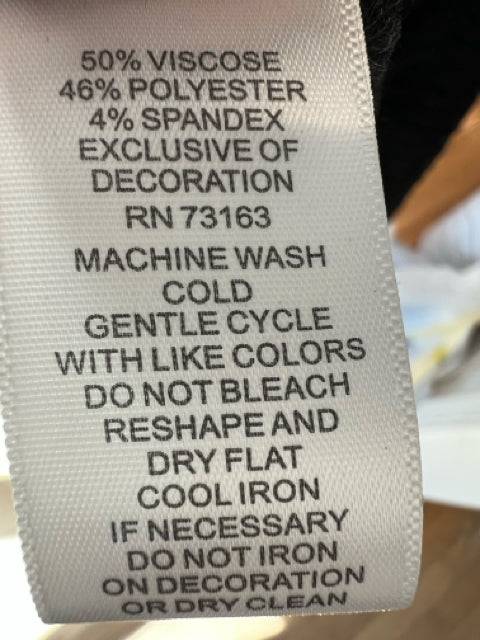 50% VISCOSE
46% POLYESTER
4% SPANDEX
EXCLUSIVE OF
DECORATION
RN 73163
MACHINE WASH
COLD
GENTLE CYCLE
WITH LIKE COLORS
DO NOT BLEACH
RESHAPE AND
DRY FLAT
COOL IRON
IF NECESSARY
DO NOT IRON
ON DECORATION
OR DRY CLEAN